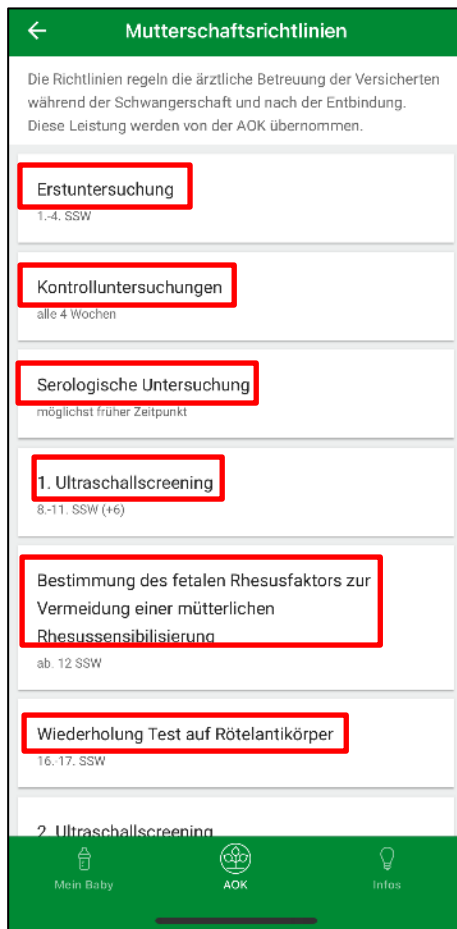 Mutterschaftsrichtlinien
Die Richtlinien regeln die ärztliche Betreuung der Versicherten
während der Schwangerschaft und nach der Entbindung.
Diese Leistung werden von der AOK übernommen.
Erstuntersuchung
1.-4. SSW
Kontrolluntersuchungen
alle 4 Wochen
Serologische Untersuchung
möglichst früher Zeitpunkt
1. Ultraschallscreening
8.-11. SSW (+6)
Bestimmung des fetalen Rhesusfaktors zur
Vermeidung einer mütterlichen
Rhesussensibilisierung
ab. 12 SSW
Wiederholung Test auf Rötelantikörper
16.-17. SSW
2. Ultraschallscreening
Mein Baby
AOK
Infos